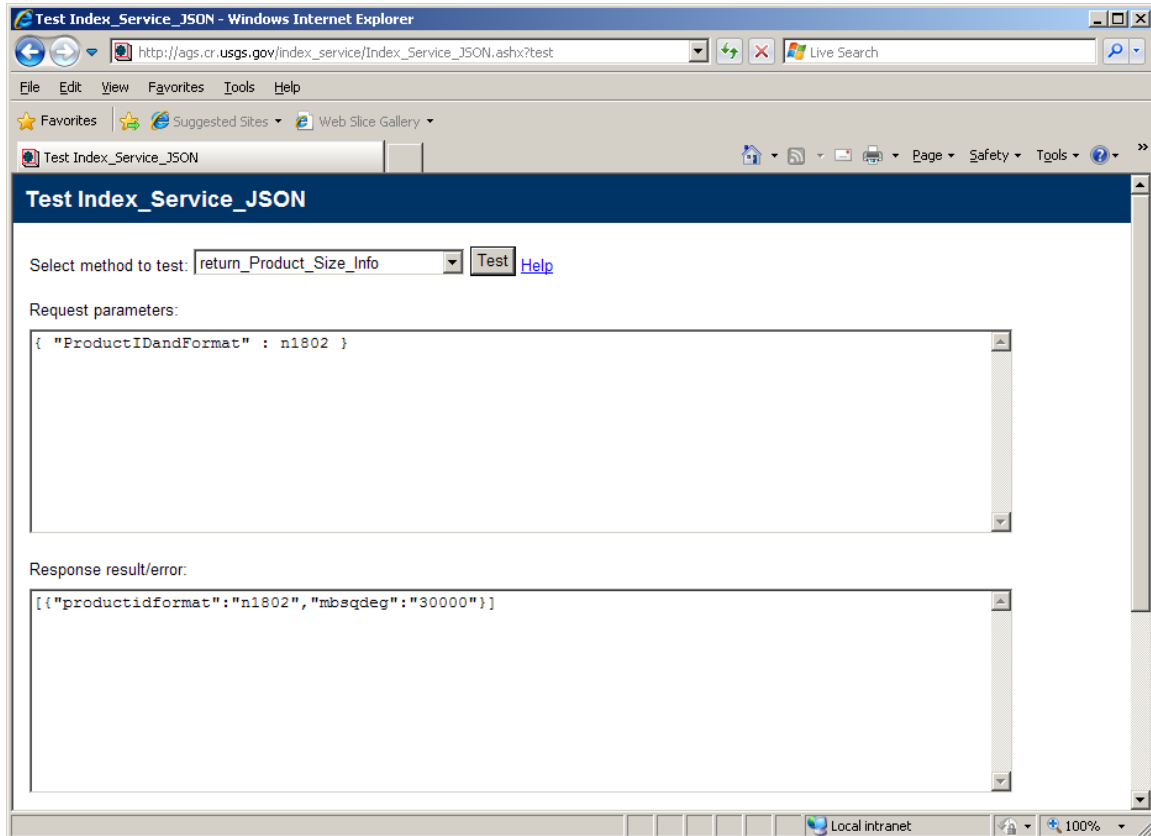 Test Index_Service_JSON - Windows Internet Explorer
http://ags.cr.usgs.gov/index_service/Index_Service_JSON.ashx?test
Live Search
File Edit View Favorites Tools Help
Favorites Suggested Sites Web Slice Gallery
Test Index_Service_JSON Page Safety Tools »
Test Index_Service_JSON
Select method to test: return_Product_Size_Info Test Help
Request parameters:
{ "ProductIDandFormat" : n1802 }
Response result/error:
[{"productidformat":"n1802","mbsqdeg":"30000"}]
Local intranet 100%